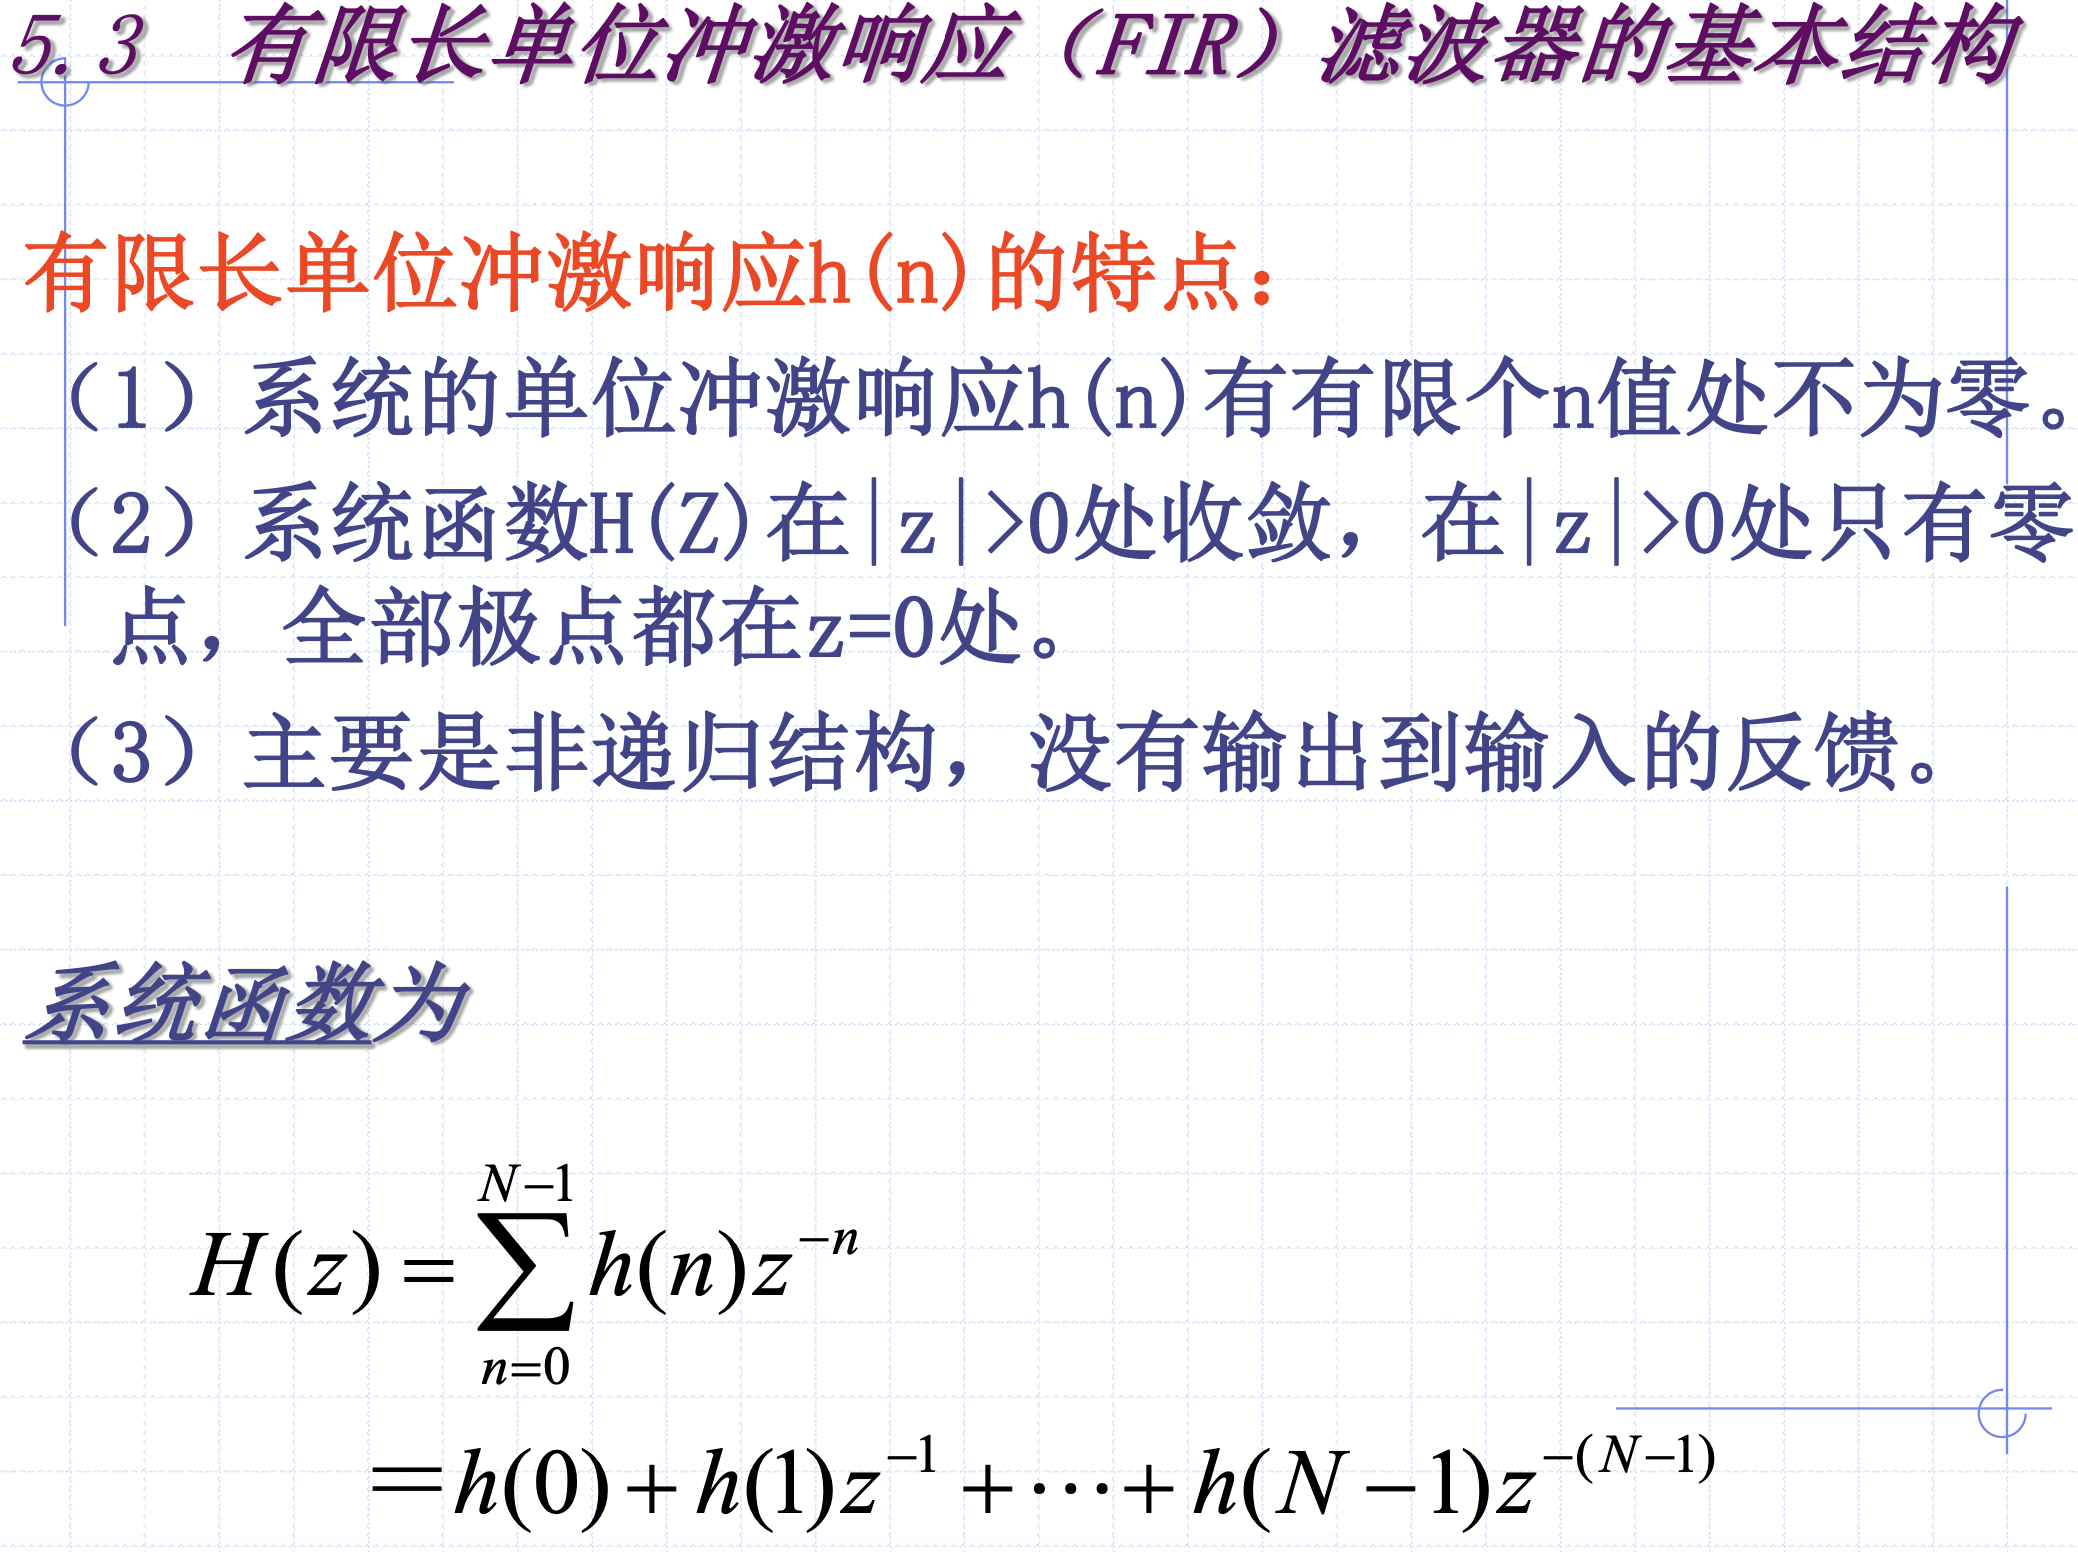 5.3 有限长单位冲激响应（FIR）滤波器的基本结构
有限长单位冲激响应h(n)的特点：
（1）系统的单位冲激响应h(n)有有限个n值处不为零。
（2）系统函数H(Z)在|z|>0处收敛，在|z|>0处只有零
点，全部极点都在z=0处。
（3）主要是非递归结构，没有输出到输入的反馈。
系统函数为
H(z) = \sum_{n=0}^{N-1} h(n)z^{-n}
= h(0) + h(1)z^{-1} + ··· + h(N-1)z^{-(N-1)}